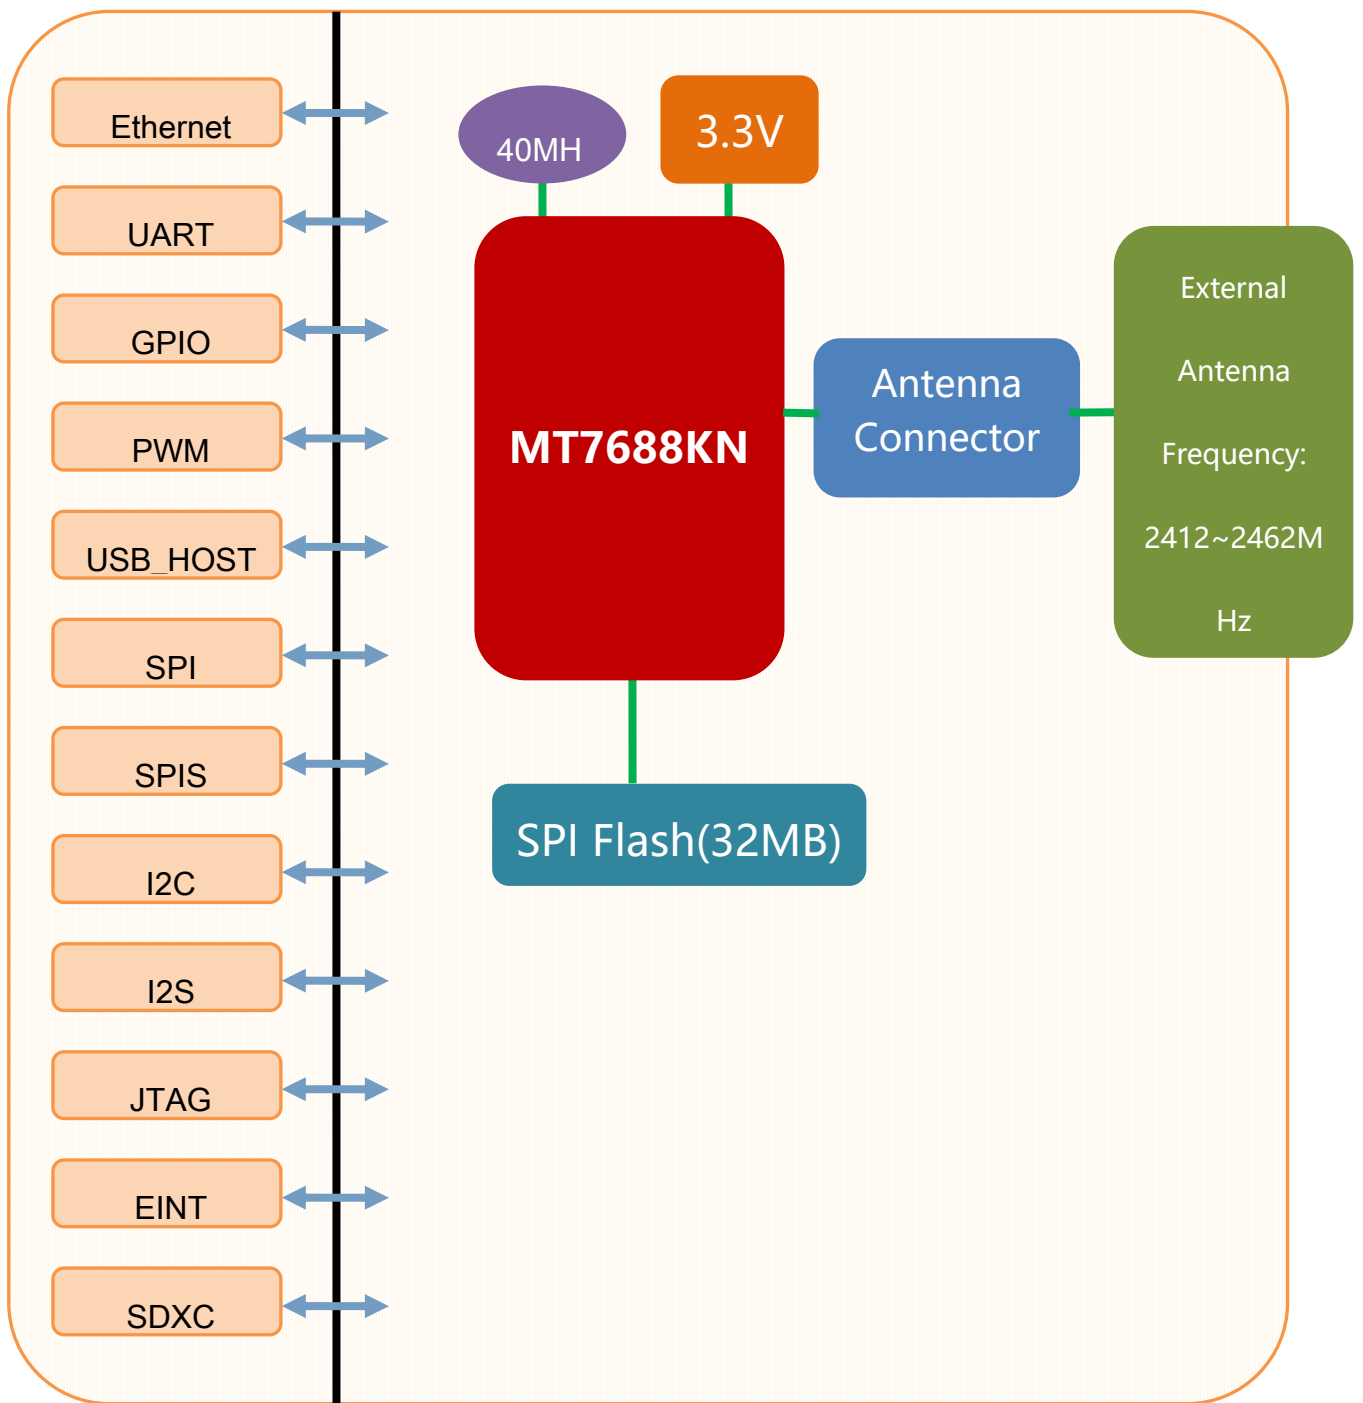 Ethernet
UART
GPIO
PWM
USB_HOST
SPI
SPIS
I2C
I2S
JTAG
EINT
SDXC
40MH
3.3V
MT7688KN
Antenna
Connector
External
Antenna
Frequency:
2412~2462M
Hz
SPI Flash(32MB)